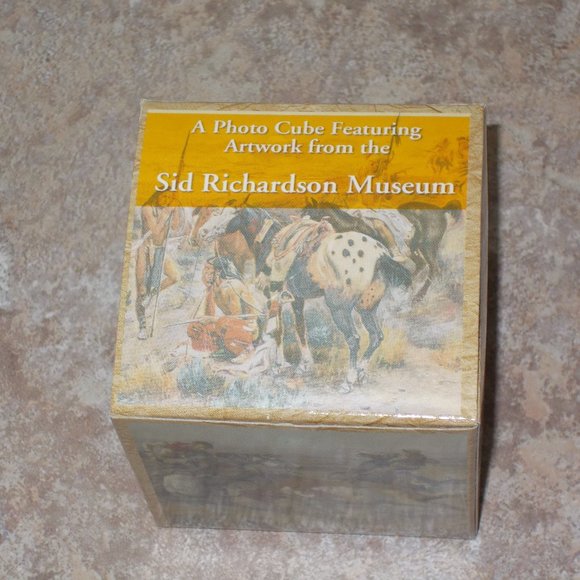 A Photo Cube Featuring
Artwork from the
Sid Richardson Museum